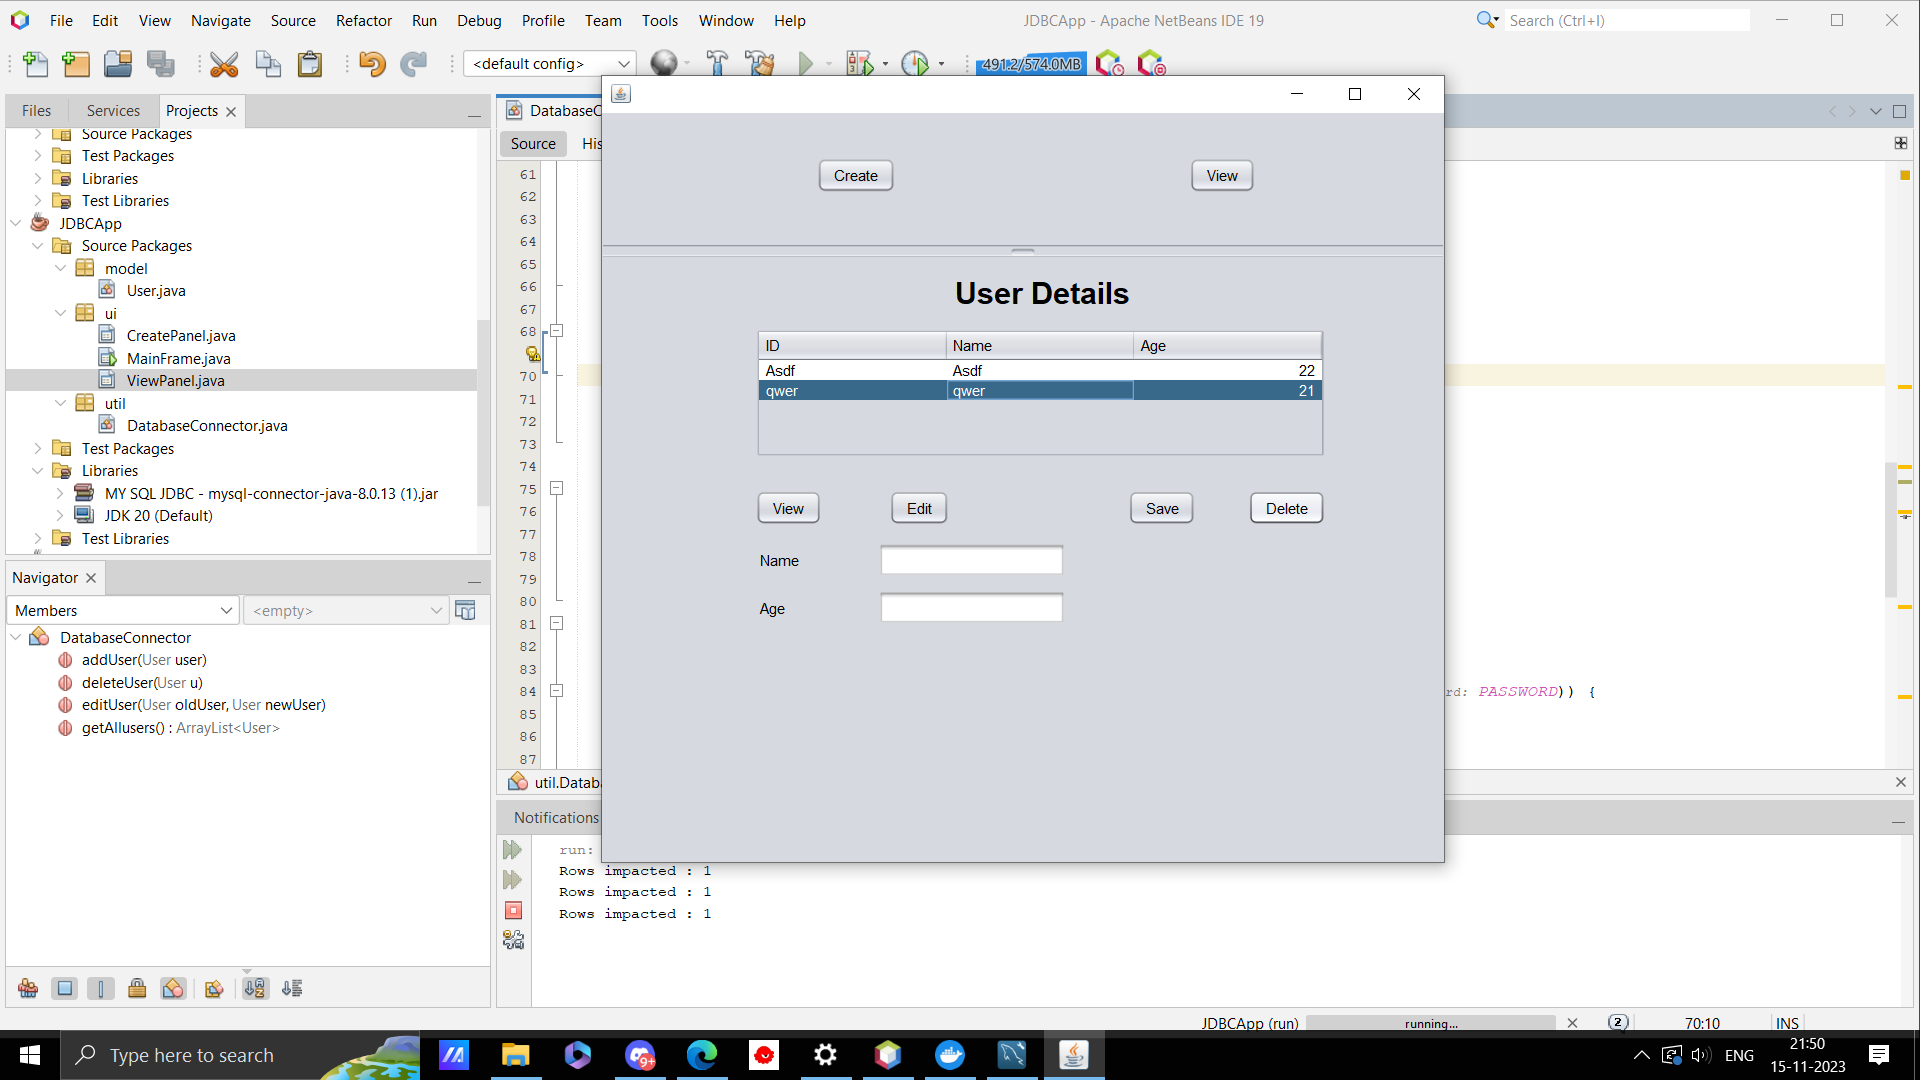 File Edit View Navigate Source Refactor Run Debug Profile Team Tools Window Help
JDBCApp - Apache NetBeans IDE 19
Search (Ctrl+I)
<default config>
491.2/574.0MB
Files Services Projects
Source Packages
Test Packages
Libraries
Test Libraries
JDBCApp
Source Packages
model
User.java
ui
CreatePanel.java
MainFrame.java
ViewPanel.java
util
DatabaseConnector.java
Test Packages
Libraries
MY SQL JDBC - mysql-connector-java-8.0.13 (1).jar
JDK 20 (Default)
Test Libraries
Navigator
Members
<empty>
DatabaseConnector
addUser(User user)
deleteUser(User u)
editUser(User oldUser, User newUser)
getAllusers() : ArrayList<User>
DatabaseC
Source His
61
62
63
64
65
66
67
68
70
71
72
73
74
75
76
77
78
79
80
81
82
83
84
85
86
87
rd: PASSWORD)) {
util.Datab
Create View
User Details
ID Name Age
Asdf Asdf 22
qwer qwer 21
View Edit Save Delete
Name
Age
Notifications
run:
Rows impacted : 1
Rows impacted : 1
Rows impacted : 1
JDBCApp (run) running... 2 70:10 INS
Type here to search
9+
ENG
21:50
15-11-2023